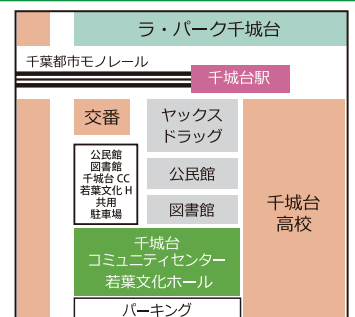 ラ・パーク千城台
千葉都市モノレール
千城台駅
交番
ヤックス
ドラッグ
公民館
図書館
千城台 CC
若葉文化 H
共用
駐車場
公民館
図書館
千城台
高校
千城台
コミュニティセンター
若葉文化ホール
パーキング